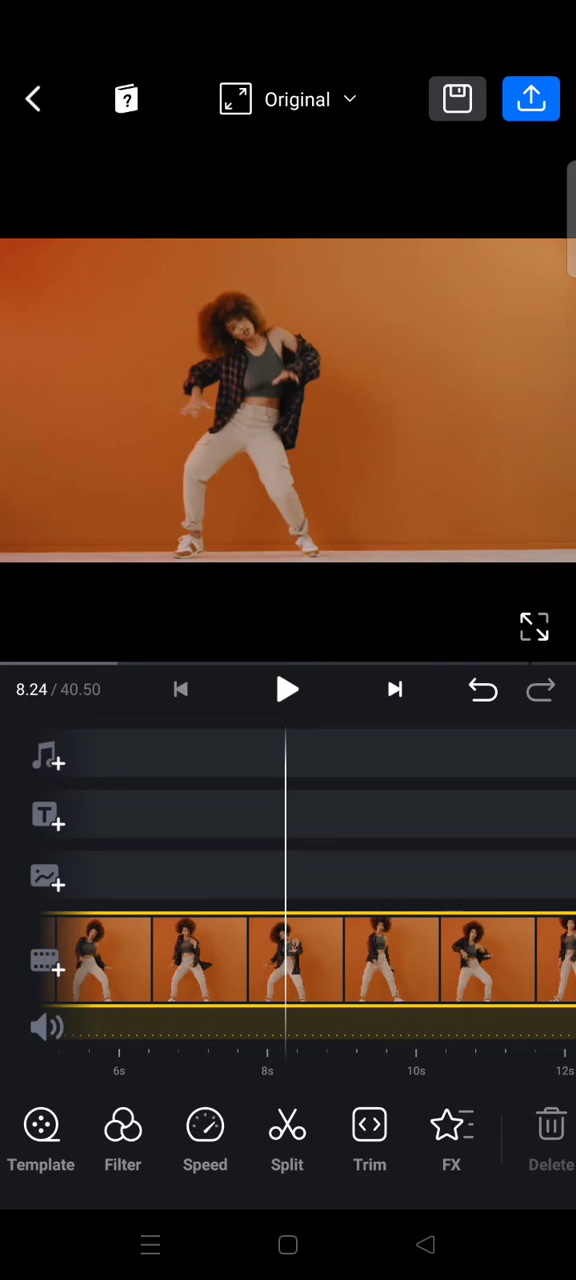 Original
8.24 / 40.50
T
6s 8s 10s 12s
Template Filter Speed Split Trim FX Delete